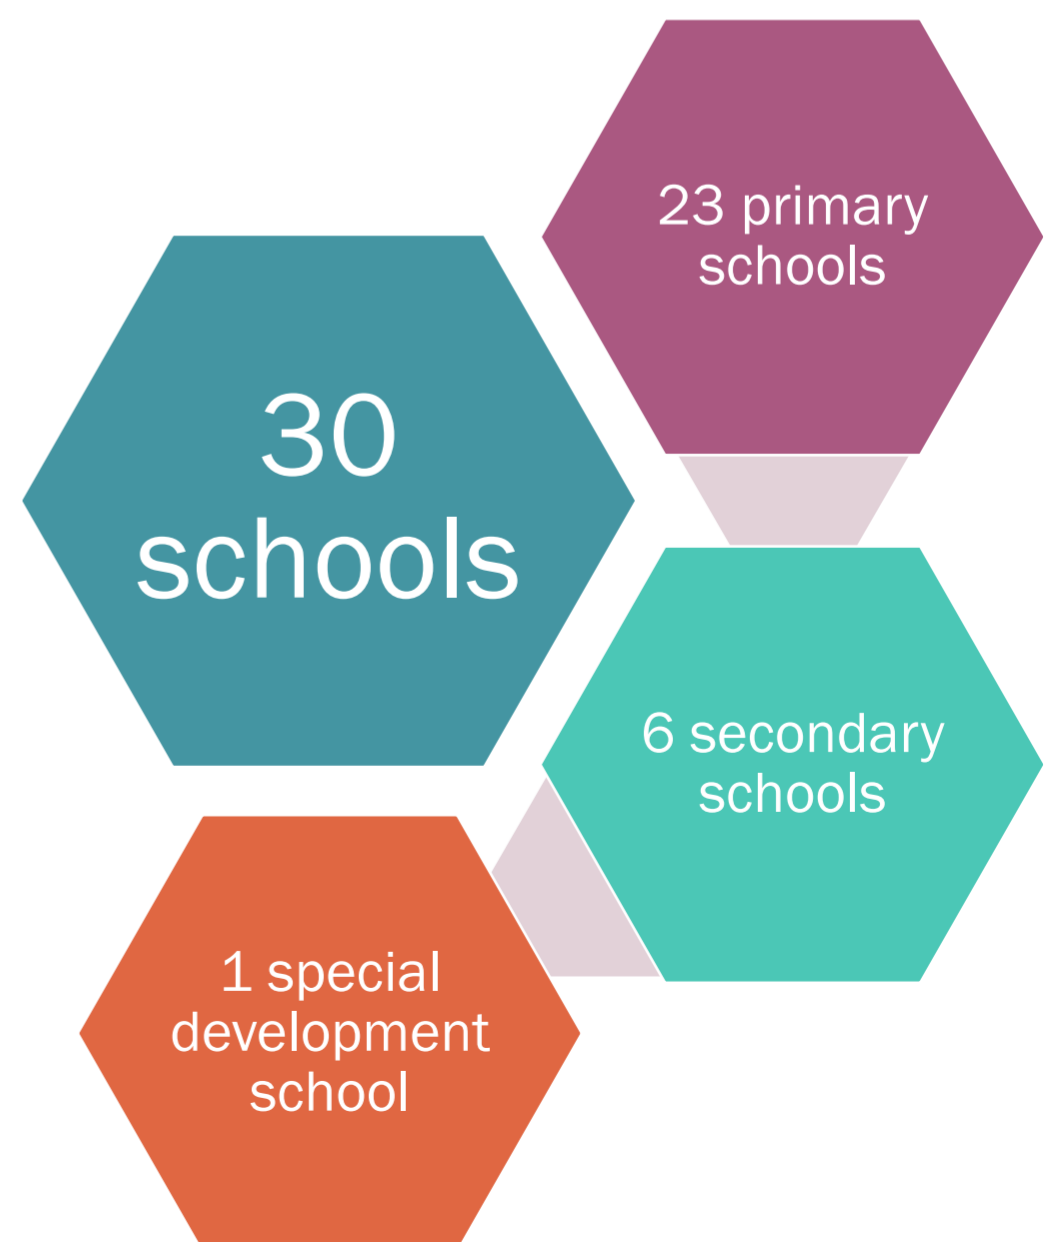 30
schools
23 primary
schools
6 secondary
schools
1 special
development
school